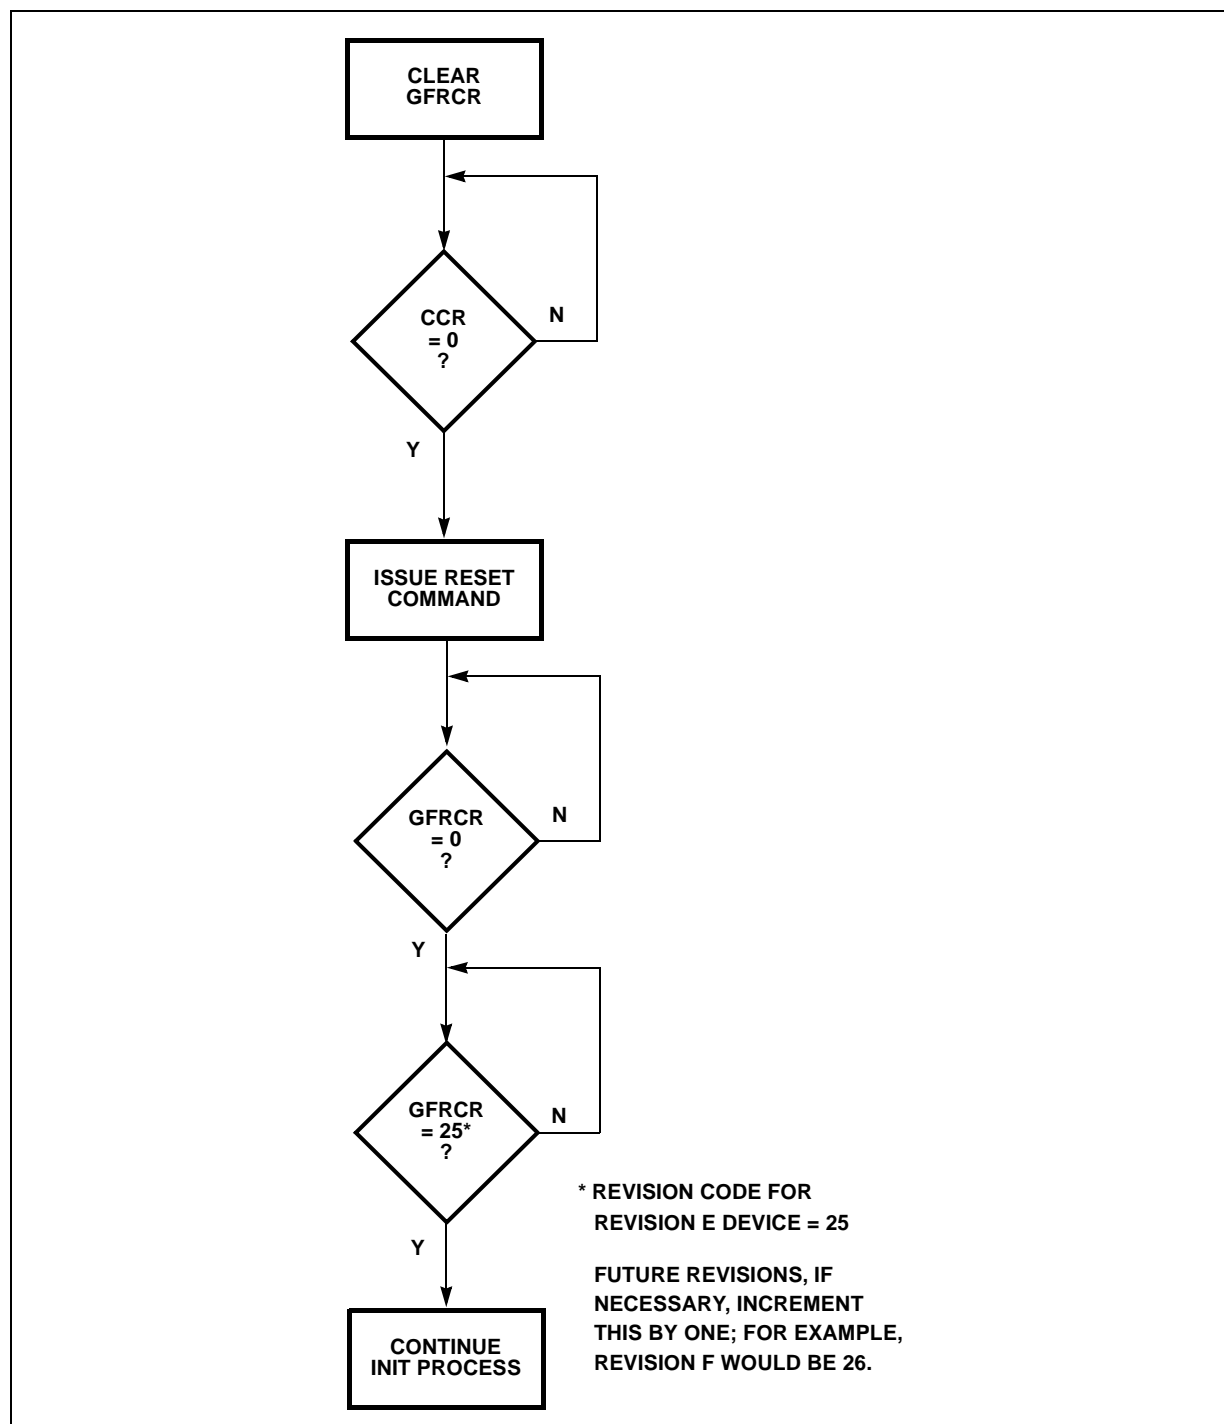 CLEAR
GFRCR
CCR
= 0
?
N
Y
ISSUE RESET
COMMAND
GFRCR
= 0
?
N
Y
GFRCR
= 25*
?
N
Y
* REVISION CODE FOR
REVISION E DEVICE = 25
FUTURE REVISIONS, IF
NECESSARY, INCREMENT
THIS BY ONE; FOR EXAMPLE,
REVISION F WOULD BE 26.
CONTINUE
INIT PROCESS